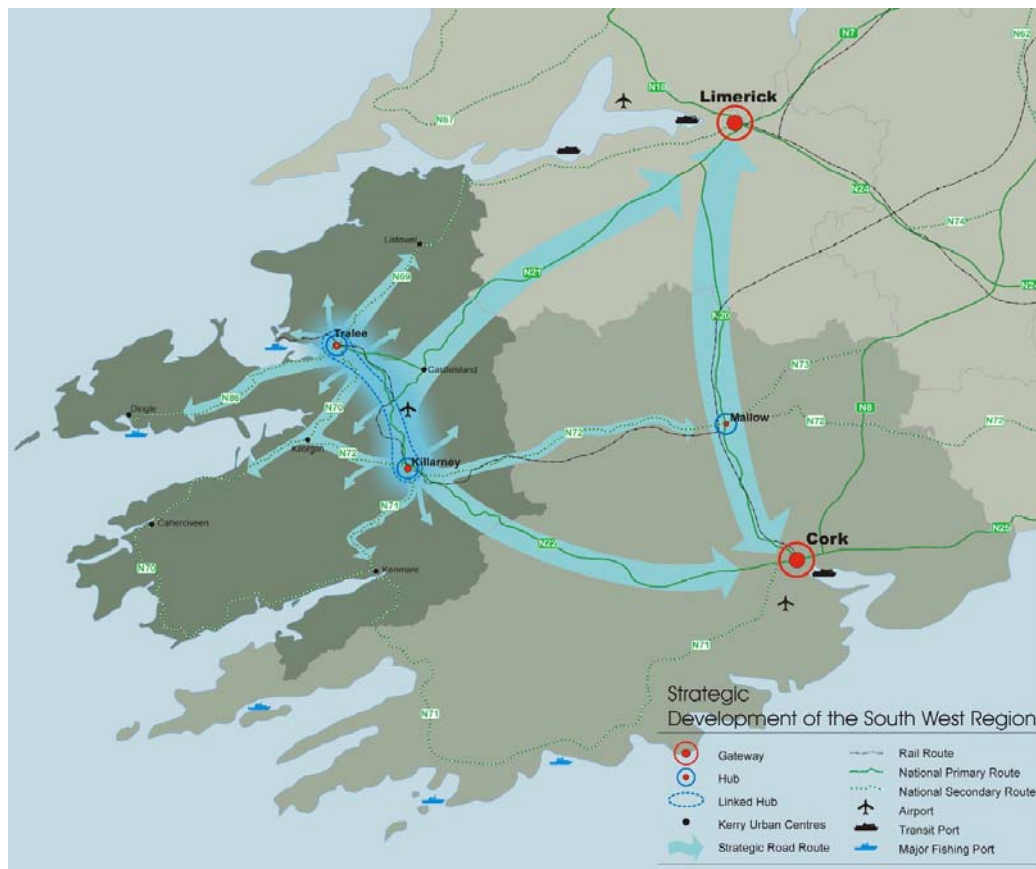 N62
N7
N18
Limerick
N67
N24
N74
Listowel
N69
N21
N24
Tralee
N20
Castleisland
N73
N86
N70
Dingle
N8
Mallow
N72
N72
N72
Killorglin
N72
Killarney
N71
Caherciveen
N25
Cork
N22
N70
Kenmare
N71
N71
Strategic
Development of the South West Region
Gateway
Hub
Linked Hub
Kerry Urban Centres
Strategic Road Route
Rail Route
National Primary Route
National Secondary Route
Airport
Transit Port
Major Fishing Port